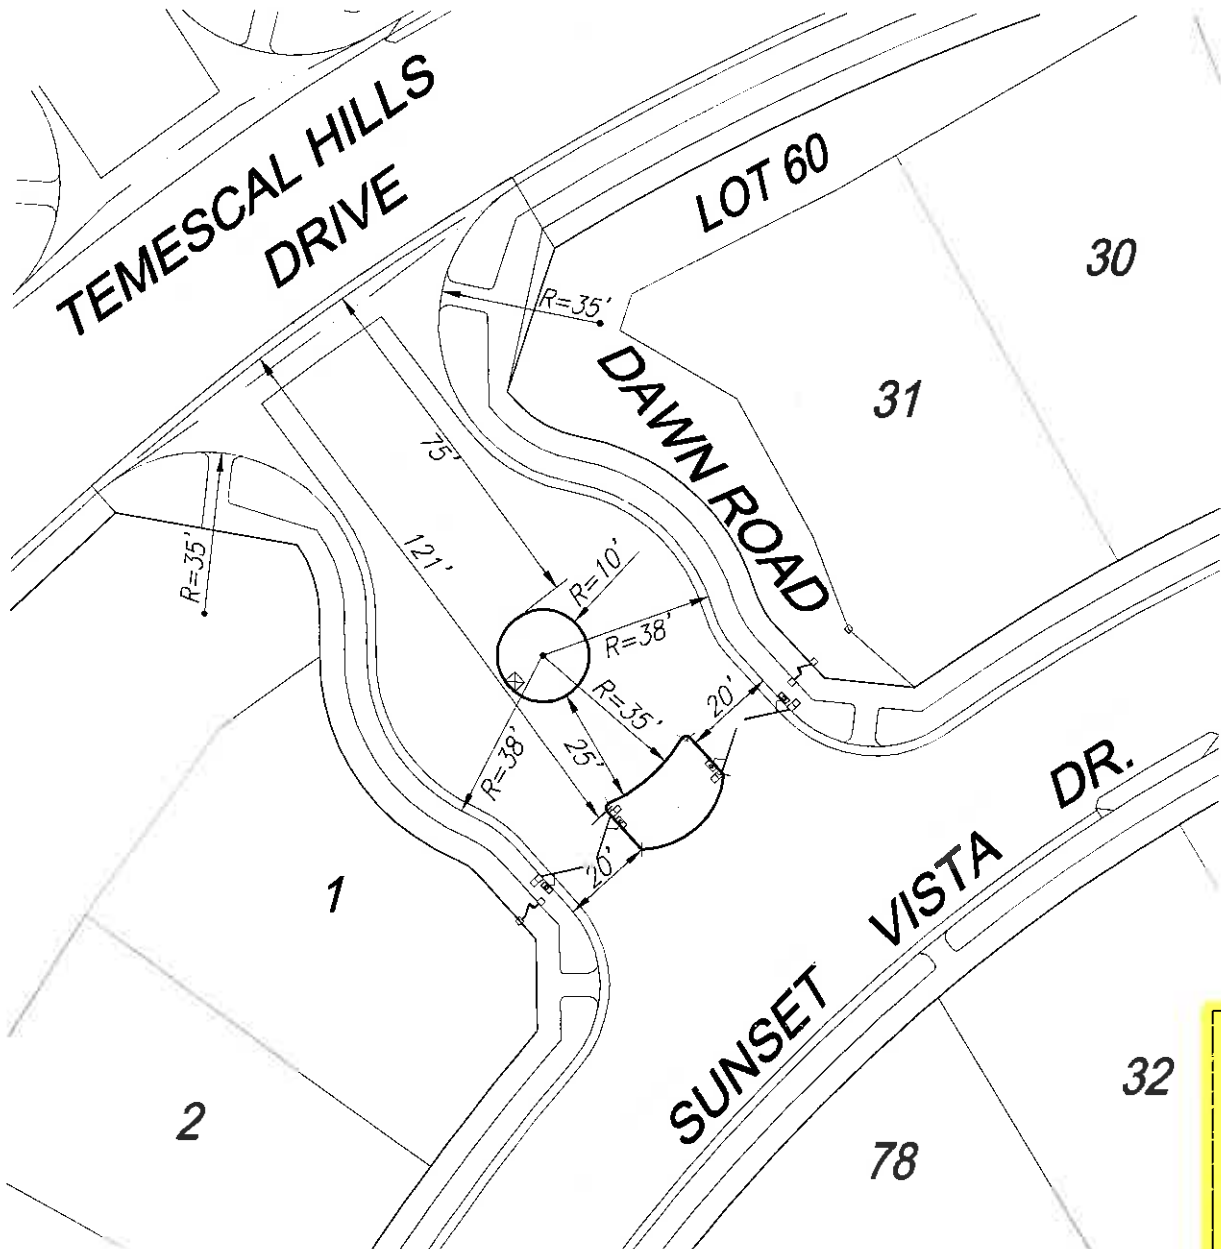 TEMESCAL HILLS
DRIVE
LOT 60
30
R=35'
DAWN ROAD
31
75'
121'
R=35'
R=10'
R=38'
R=35'
20'
25'
R=38'
20'
1
SUNSET VISTA DR.
2
32
78